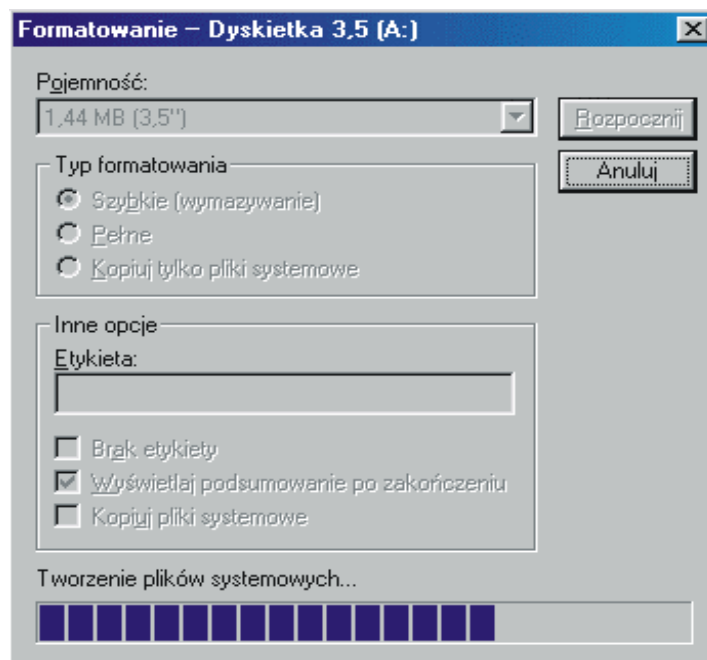 Formatowanie – Dyskietka 3,5 (A:)
Pojemność:
1,44 MB (3,5")
Rozpocznij
Anuluj
Typ formatowania
Szybkie (wymazywanie)
Pełne
Kopiuj tylko pliki systemowe
Inne opcje
Etykieta:
Brak etykiety
Wyświetlaj podsumowanie po zakończeniu
Kopiuj pliki systemowe
Tworzenie plików systemowych...